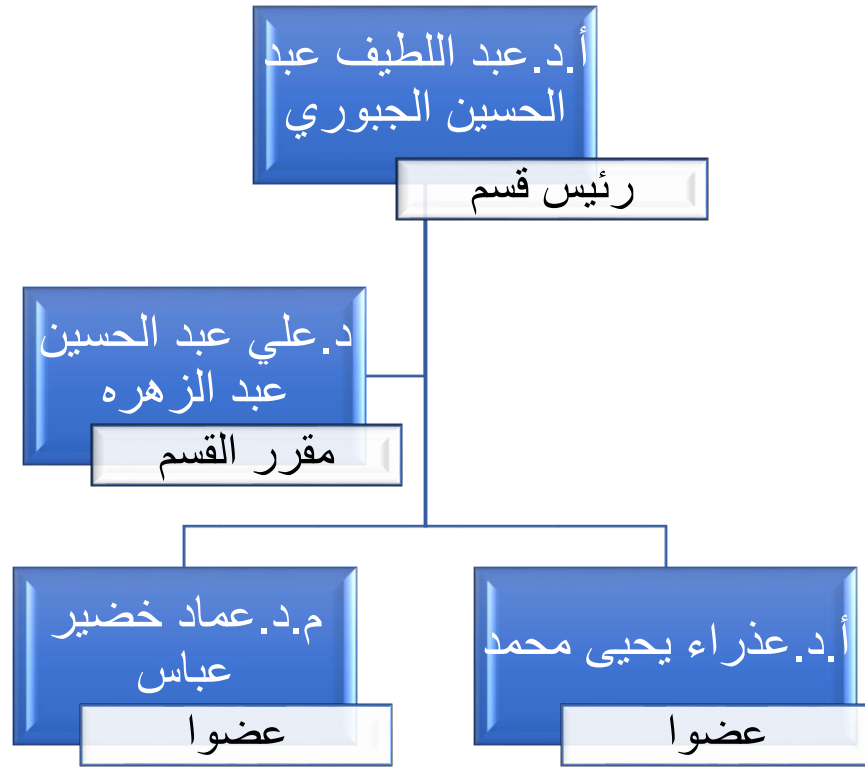 أ.د.عبد اللطيف عبد
الحسين الجبوري
رئيس قسم
د.علي عبد الحسين
عبد الزهره
مقرر القسم
أ.د.عذراء يحيى محمد
عضوا
م.د.عماد خضير
عباس
عضوا